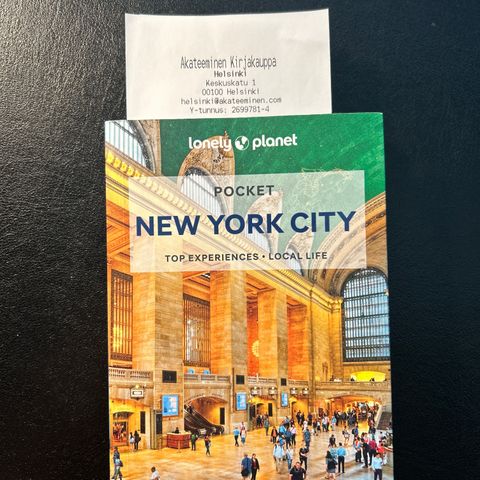 Akateeminen Kirjakauppa
Helsinki
Keskuskatu 1
00100 Helsinki
helsinki@akateeminen.com
Y-tunnus: 2699781-4
lonely planet
POCKET
NEW YORK CITY
TOP EXPERIENCES • LOCAL LIFE